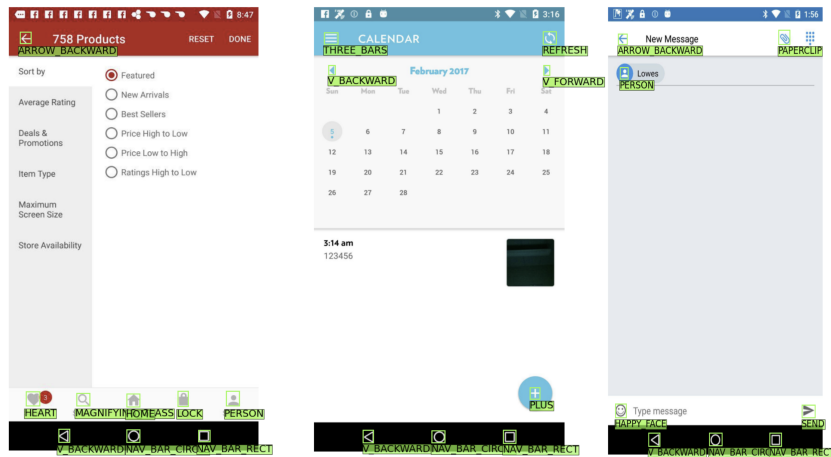 8:47
758 Products RESET DONE
ARROW_BACKWARD
Sort by
Average Rating
Deals &
Promotions
Item Type
Maximum
Screen Size
Store Availability
Featured
New Arrivals
Best Sellers
Price High to Low
Price Low to High
Ratings High to Low
3
HEART
HOME
LOCK
PERSON
V_BACKWARD
3:16
CALENDAR
THREE_BARS
REFRESH
February 2017
V_BACKWARD
V_FORWARD
Sun Mon Tue Wed Thu Fri Sat
1 2 3 4
5 6 7 8 9 10 11
12 13 14 15 16 17 18
19 20 21 22 23 24 25
26 27 28
3:14 am
123456
PLUS
V_BACKWARD
NAV_BAR_RECT
1:56
New Message
ARROW_BACKWARD
PAPERCLIP
Lowes
PERSON
Type message
HAPPY_FACE
SEND
V_BACKWARD